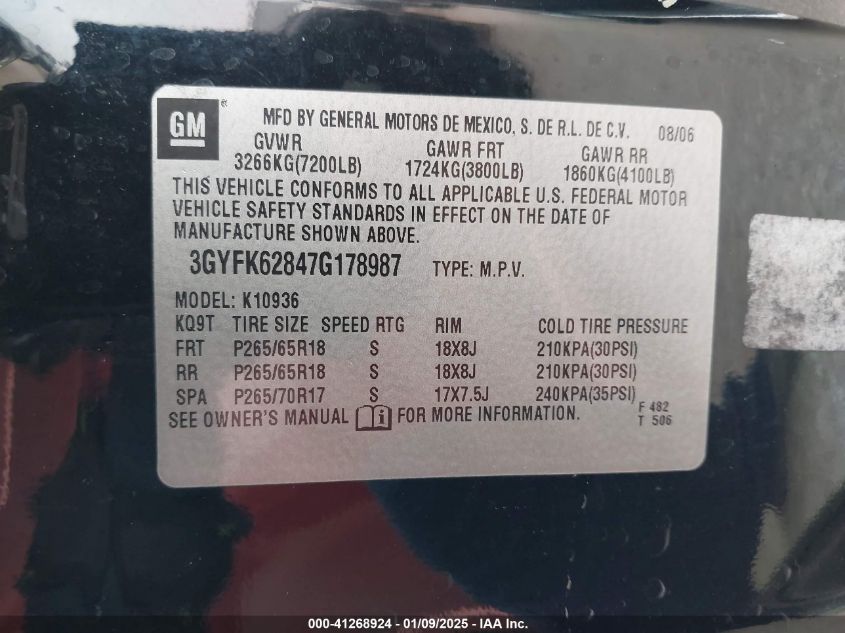 GM ® MFD BY GENERAL MOTORS DE MEXICO, S. DE R.L. DE C.V. 08/06
GVWR GAWR FRT GAWR RR
3266KG(7200LB) 1724KG(3800LB) 1860KG(4100LB)
THIS VEHICLE CONFORMS TO ALL APPLICABLE U.S. FEDERAL MOTOR
VEHICLE SAFETY STANDARDS IN EFFECT ON THE DATE OF
MANUFACTURE SHOWN ABOVE.
3GYFK62847G178987 TYPE: M.P.V.
MODEL: K10936
KQ9T TIRE SIZE SPEED RTG RIM COLD TIRE PRESSURE
FRT P265/65R18 S 18X8J 210KPA(30PSI)
RR P265/65R18 S 18X8J 210KPA(30PSI)
SPA P265/70R17 S 17X7.5J 240KPA(35PSI)
SEE OWNER'S MANUAL i FOR MORE INFORMATION. F 482
T 506
000-41268924 - 01/09/2025 - IAA Inc.